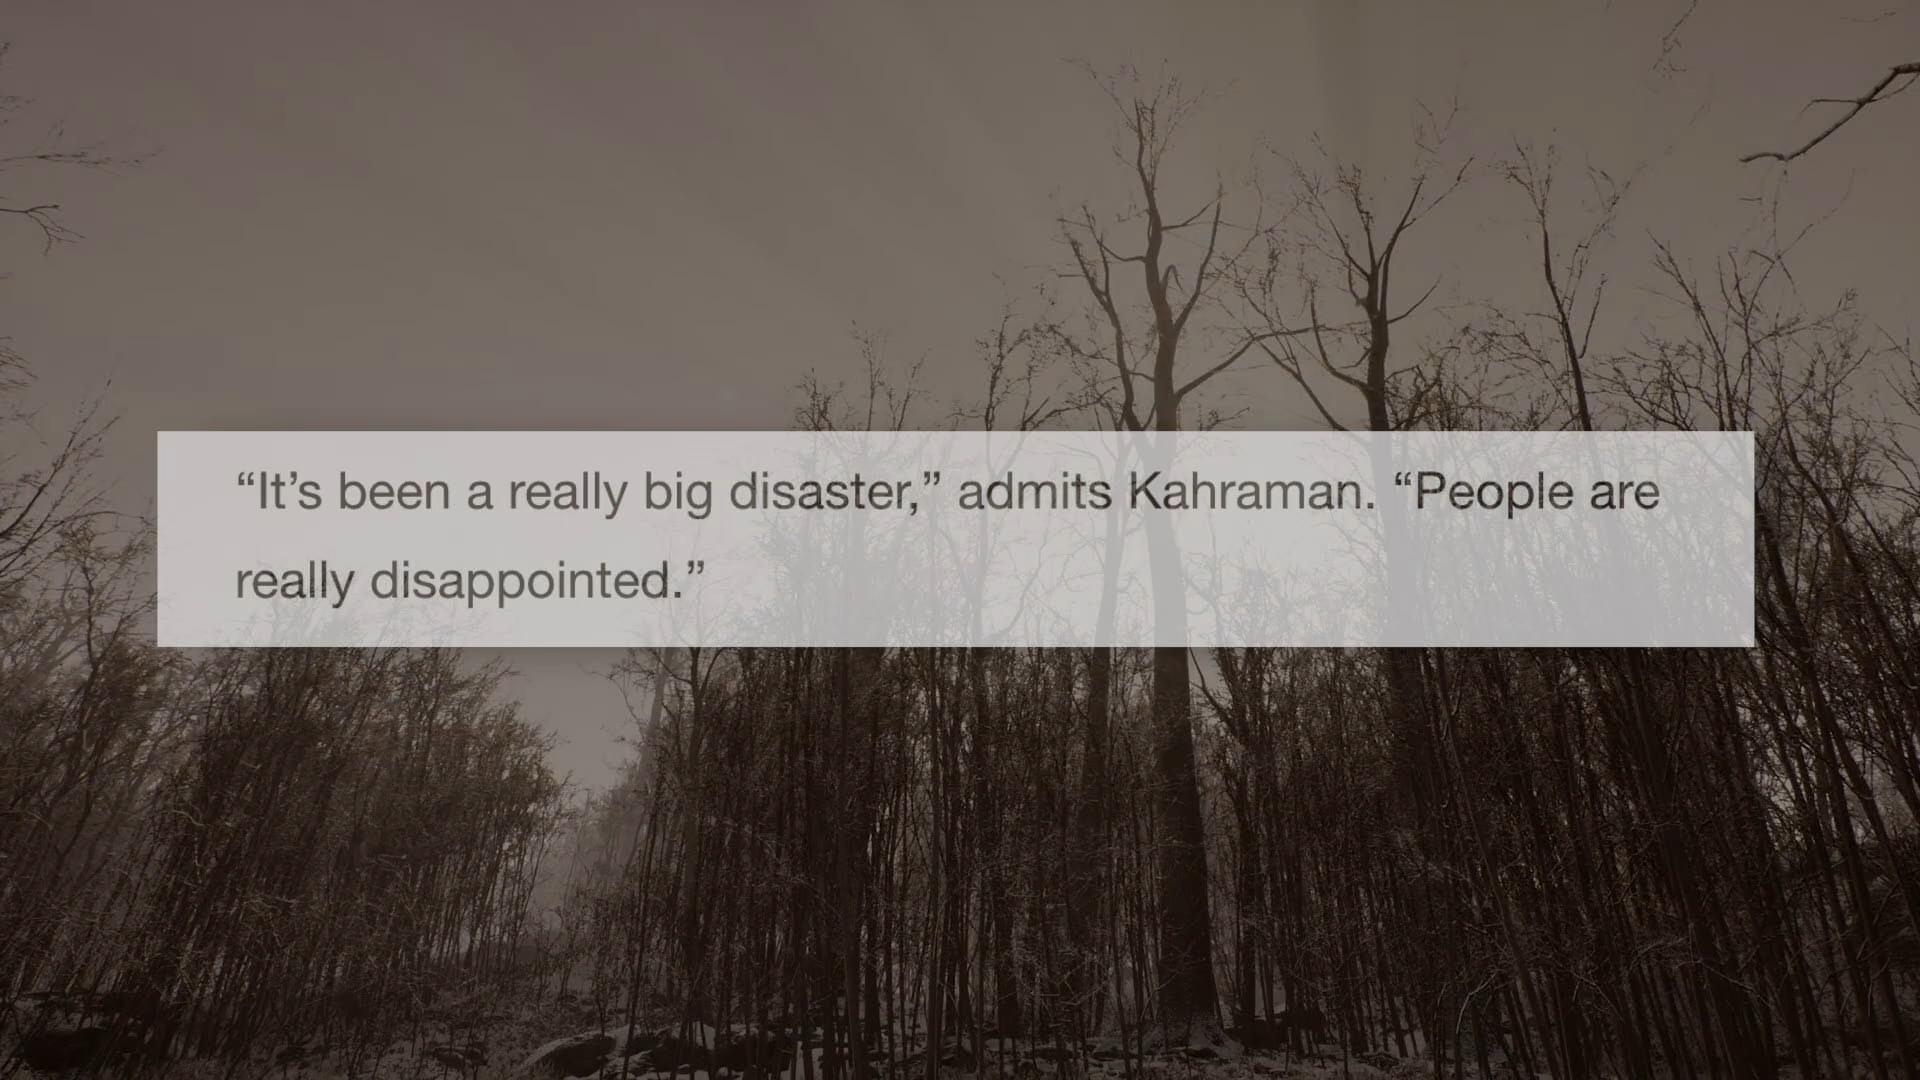 “It’s been a really big disaster,” admits Kahraman. “People are
really disappointed.”